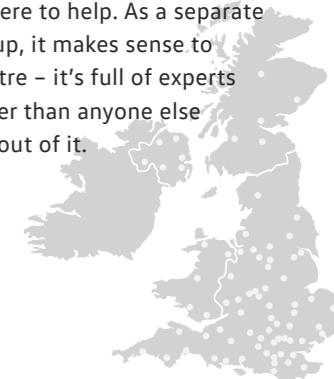 ere to help. As a separate
up, it makes sense to
tre – it’s full of experts
er than anyone else
out of it.